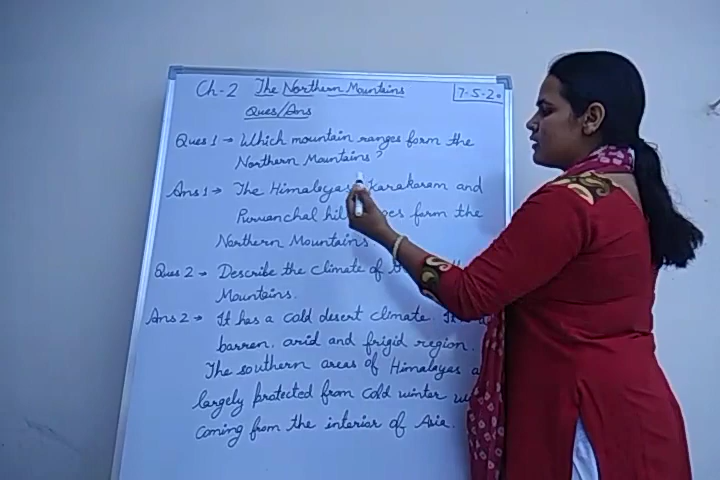 Ch-2 The Northern Mountains
7-5-20
Ques/Ans
Ques 1 → Which mountain ranges form the
Northern Mountains?
Ans 1 → The Himalayas Karakaram and
Purvanchal form the
Northern Mountains
Ques 2 → Describe the climate of
Mountains.
Ans 2 → It has a cold desert climate.
barren, arid and frigid region.
The southern areas of Himalayas
largely protected from cold winter
coming from the interior of Asia.